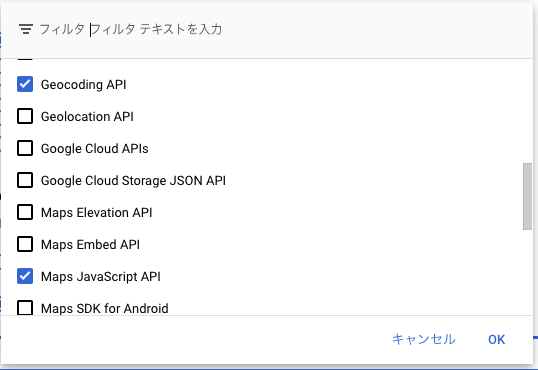 フィルタ フィルタ テキストを入力
Geocoding API
Geolocation API
Google Cloud APIs
Google Cloud Storage JSON API
Maps Elevation API
Maps Embed API
Maps JavaScript API
Maps SDK for Android
キャンセル OK